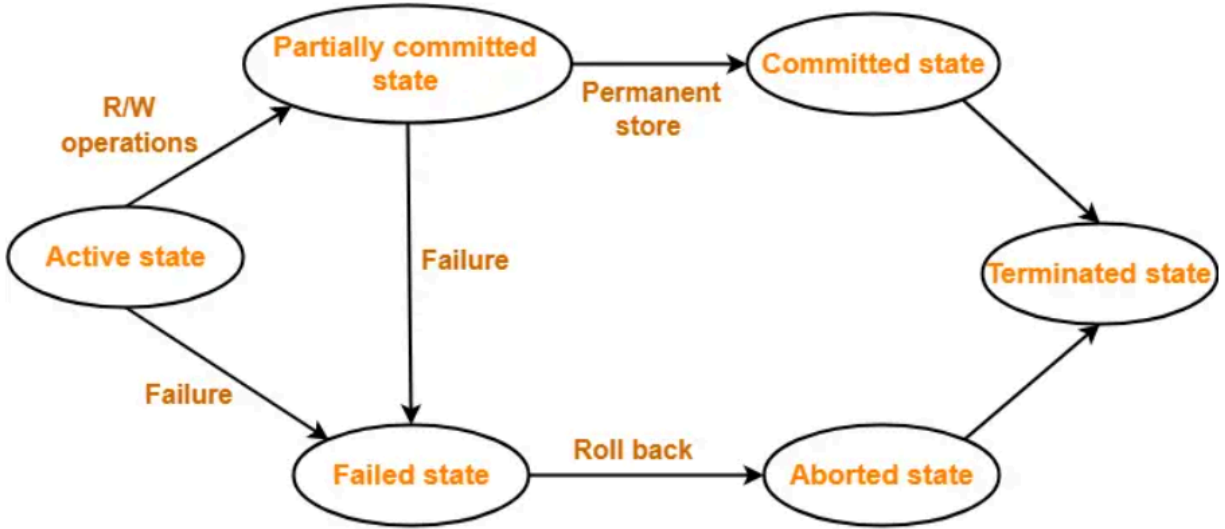 Partially committed
state
Committed state
R/W
operations
Permanent
store
Active state
Failure
Terminated state
Failure
Roll back
Failed state
Aborted state